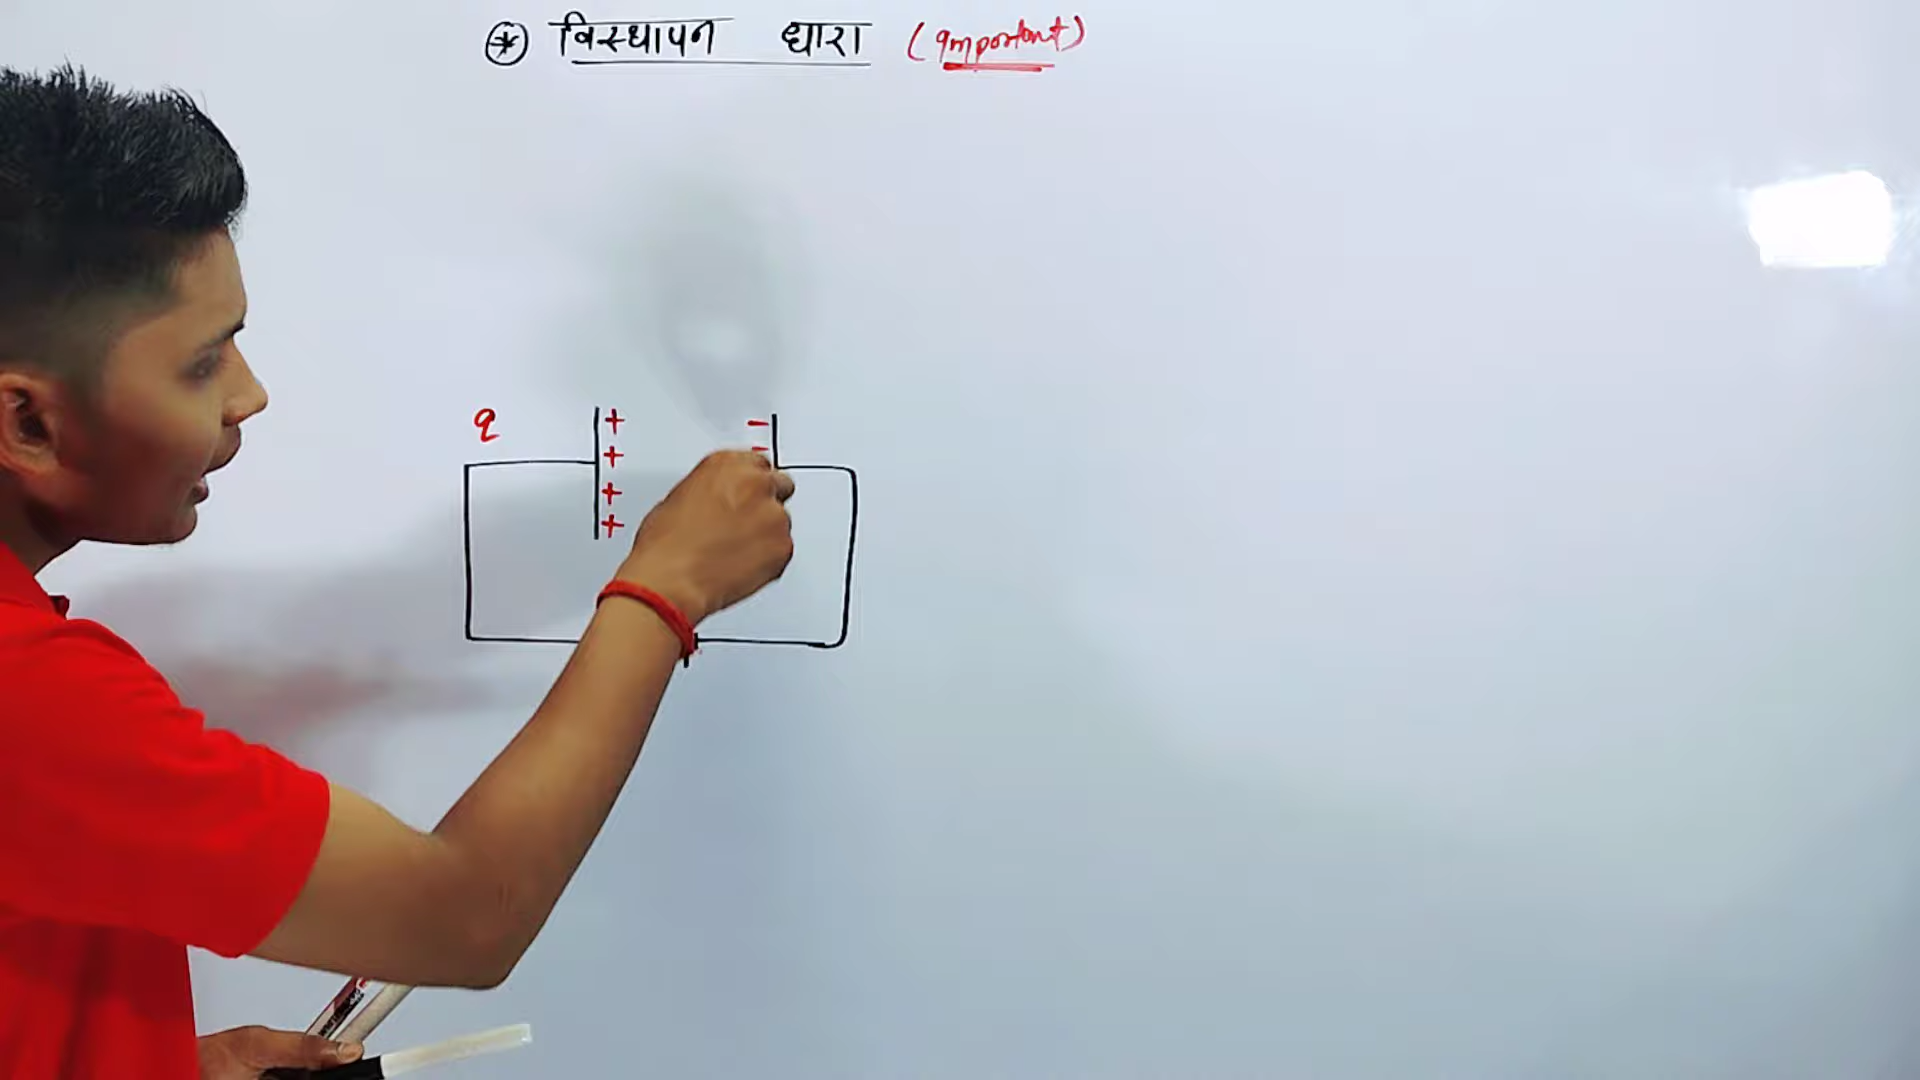 * विस्थापन धारा (Important)
q + -
+ -
+
+